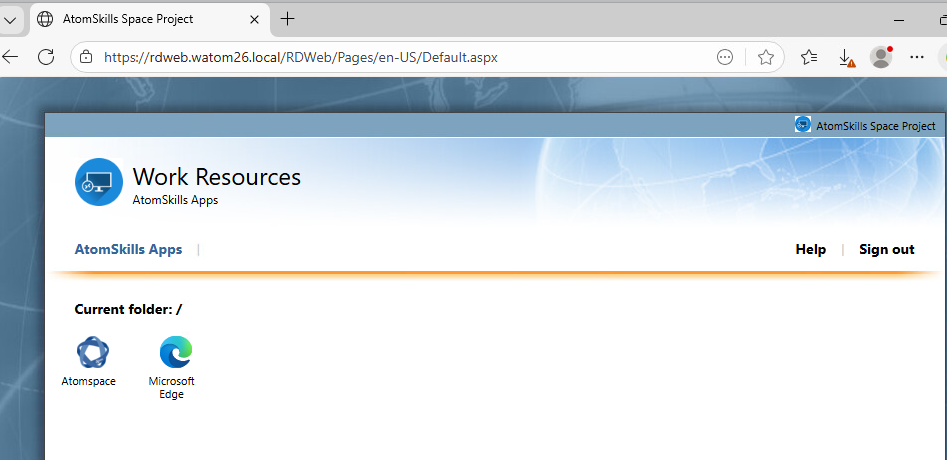 AtomSkills Space Project
https://rdweb.watom26.local/RDWeb/Pages/en-US/Default.aspx
AtomSkills Space Project
Work Resources
AtomSkills Apps
AtomSkills Apps | Help | Sign out
Current folder: /
Atomspace
Microsoft
Edge